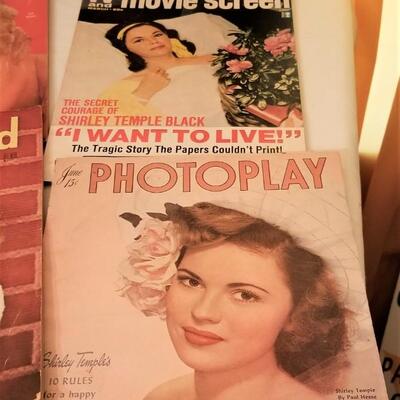 and movie screen
THE SECRET
COURAGE OF
SHIRLEY TEMPLE BLACK
"I WANT TO LIVE!"
The Tragic Story The Papers Couldn't Print!
d
June
15¢
PHOTOPLAY
Shirley Temple's
10 RULES
for a happy
Shirley Temple
By Paul Hesse